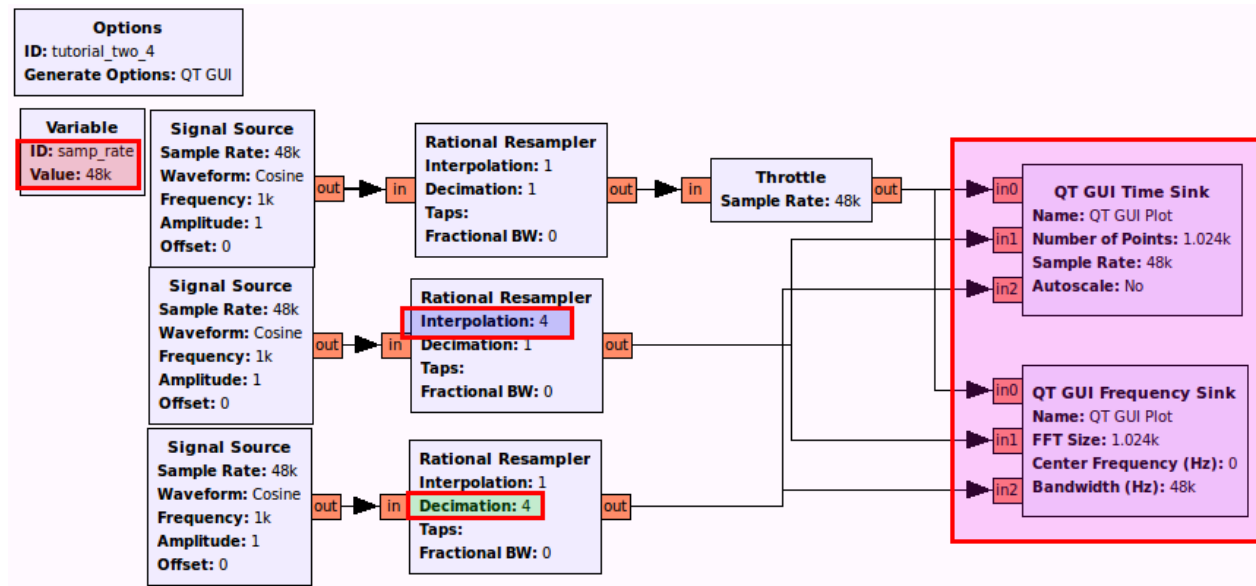 Options
ID: tutorial_two_4
Generate Options: QT GUI
Variable
ID: samp_rate
Value: 48k
Signal Source
Sample Rate: 48k
Waveform: Cosine
Frequency: 1k
Amplitude: 1
Offset: 0
out
in
Rational Resampler
Interpolation: 1
Decimation: 1
Taps:
Fractional BW: 0
out
in
Throttle
Sample Rate: 48k
out
in0
in1
in2
QT GUI Time Sink
Name: QT GUI Plot
Number of Points: 1.024k
Sample Rate: 48k
Autoscale: No
Signal Source
Sample Rate: 48k
Waveform: Cosine
Frequency: 1k
Amplitude: 1
Offset: 0
out
in
Rational Resampler
Interpolation: 4
Decimation: 1
Taps:
Fractional BW: 0
out
in0
in1
in2
QT GUI Frequency Sink
Name: QT GUI Plot
FFT Size: 1.024k
Center Frequency (Hz): 0
Bandwidth (Hz): 48k
Signal Source
Sample Rate: 48k
Waveform: Cosine
Frequency: 1k
Amplitude: 1
Offset: 0
out
in
Rational Resampler
Interpolation: 1
Decimation: 4
Taps:
Fractional BW: 0
out